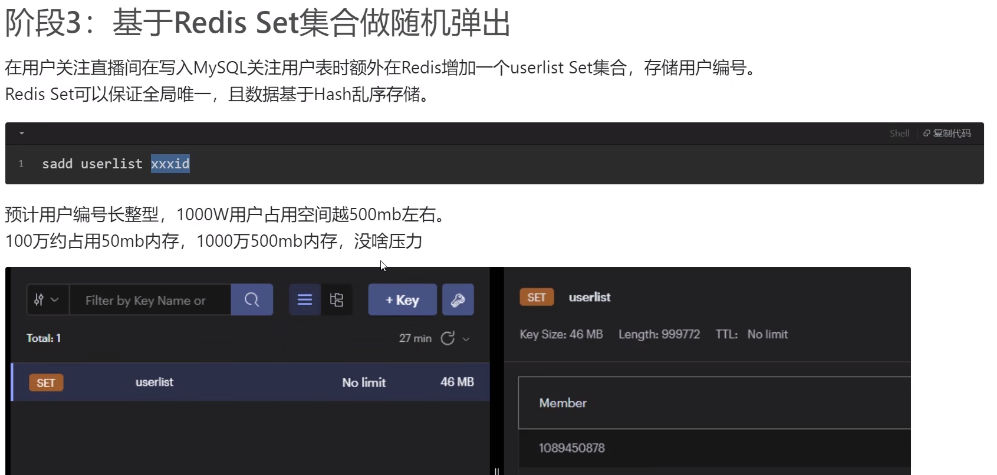 阶段3：基于Redis Set集合做随机弹出
在用户关注直播间在写入MySQL关注用户表时额外在Redis增加一个userlist Set集合，存储用户编号。
Redis Set可以保证全局唯一，且数据基于Hash乱序存储。
Shell 复制代码
1 sadd userlist xxxid
预计用户编号长整型，1000W用户占用空间越500mb左右。
100万约占用50mb内存，1000万500mb内存，没啥压力
Filter by Key Name or
+ Key
Total: 1
27 min
SET userlist No limit 46 MB
SET userlist
Key Size: 46 MB Length: 999772 TTL: No limit
Member
1089450878